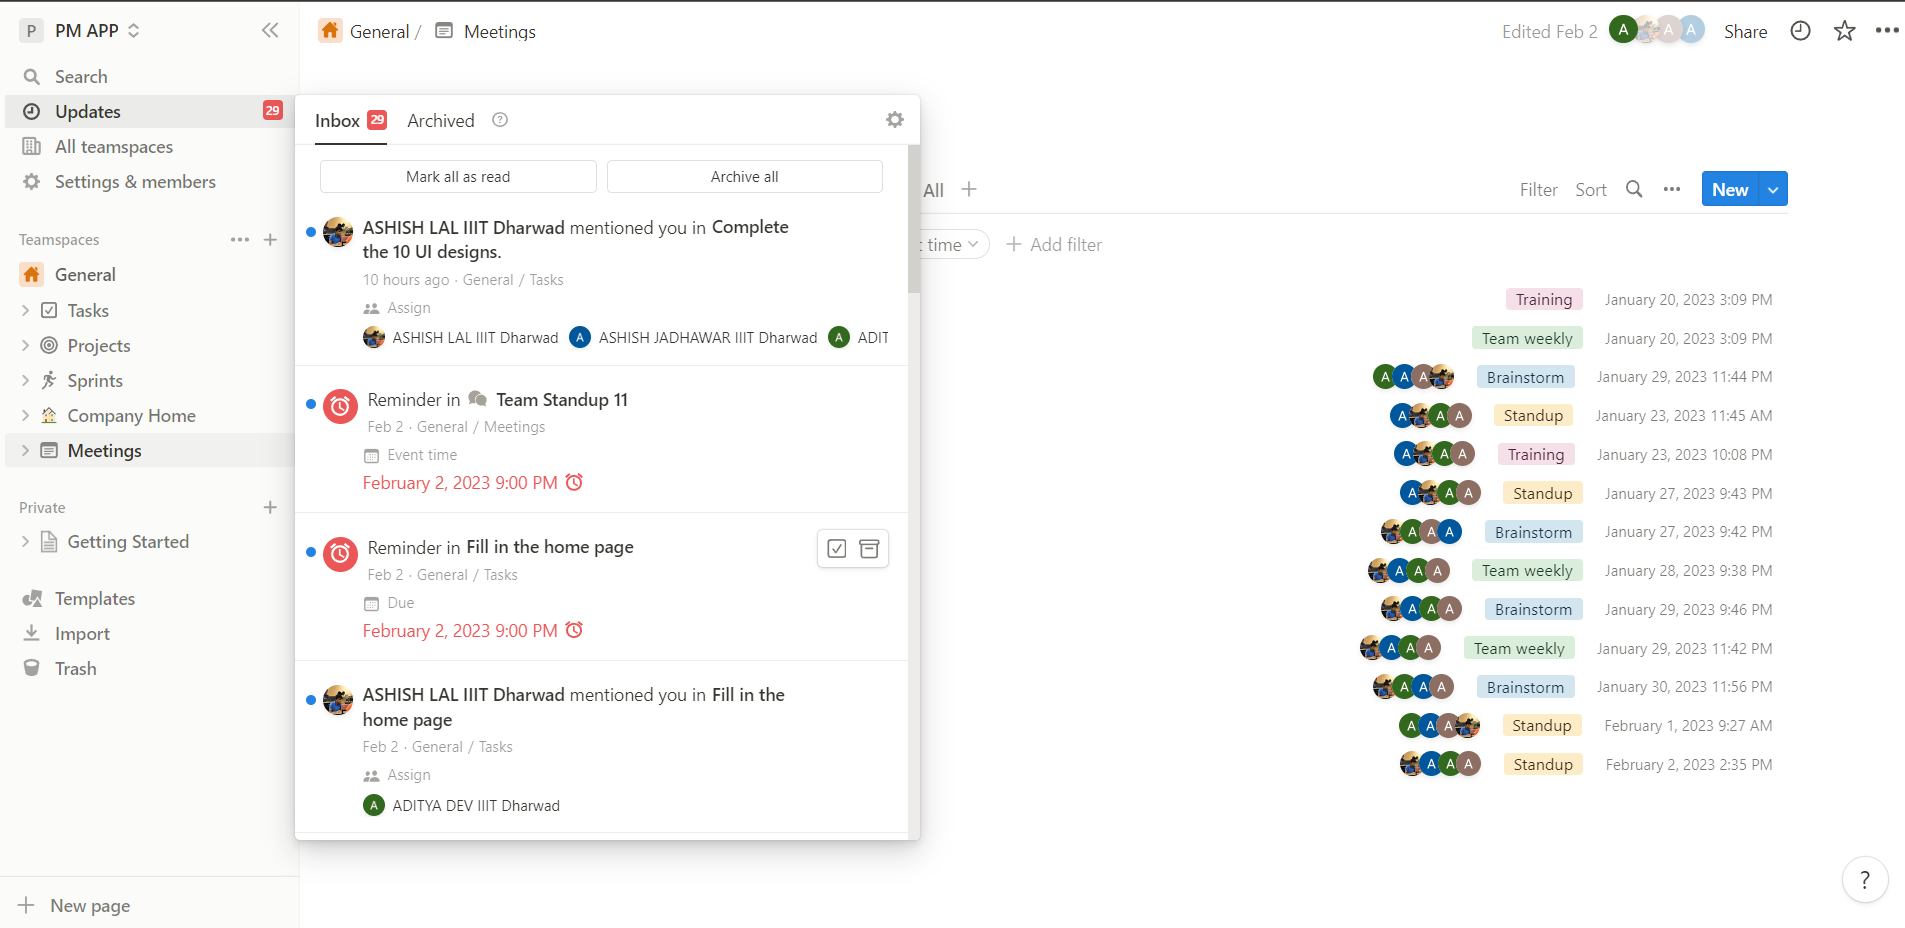 P PM APP
Search
Updates 29
All teamspaces
Settings & members
Teamspaces
General
Tasks
Projects
Sprints
Company Home
Meetings
Private
Getting Started
Templates
Import
Trash
New page
General / Meetings
Edited Feb 2 A A A Share
Inbox 29 Archived ?
Mark all as read Archive all
ASHISH LAL IIIT Dharwad mentioned you in Complete
the 10 UI designs.
10 hours ago · General / Tasks
Assign
ASHISH LAL IIIT Dharwad A ASHISH JADHAWAR IIIT Dharwad A ADIT
Reminder in Team Standup 11
Feb 2 · General / Meetings
Event time
February 2, 2023 9:00 PM
Reminder in Fill in the home page
Feb 2 · General / Tasks
Due
February 2, 2023 9:00 PM
ASHISH LAL IIIT Dharwad mentioned you in Fill in the
home page
Feb 2 · General / Tasks
Assign
A ADITYA DEV IIIT Dharwad
All
Filter Sort New
time Add filter
Training January 20, 2023 3:09 PM
Team weekly January 20, 2023 3:09 PM
A A A Brainstorm January 29, 2023 11:44 PM
A A A Standup January 23, 2023 11:45 AM
A A A Training January 23, 2023 10:08 PM
A A A Standup January 27, 2023 9:43 PM
A A A Brainstorm January 27, 2023 9:42 PM
A A A Team weekly January 28, 2023 9:38 PM
A A A Brainstorm January 29, 2023 9:46 PM
A A A Team weekly January 29, 2023 11:42 PM
A A A Brainstorm January 30, 2023 11:56 PM
A A A Standup February 1, 2023 9:27 AM
A A A Standup February 2, 2023 2:35 PM
?